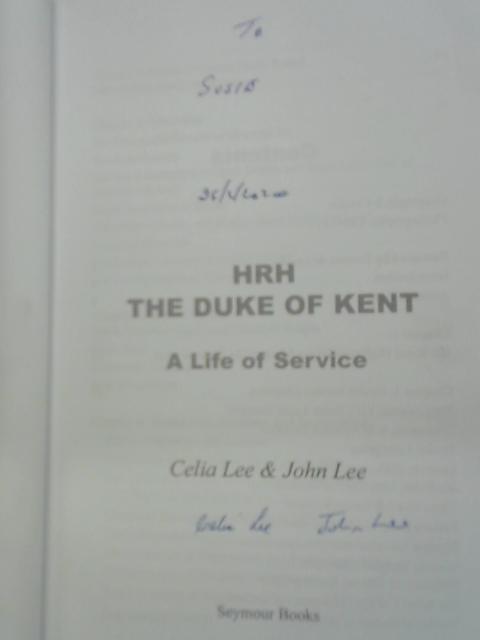 To
Susie
HRH
THE DUKE OF KENT
A Life of Service
Celia Lee & John Lee
Celia Lee John Lee
Seymour Books